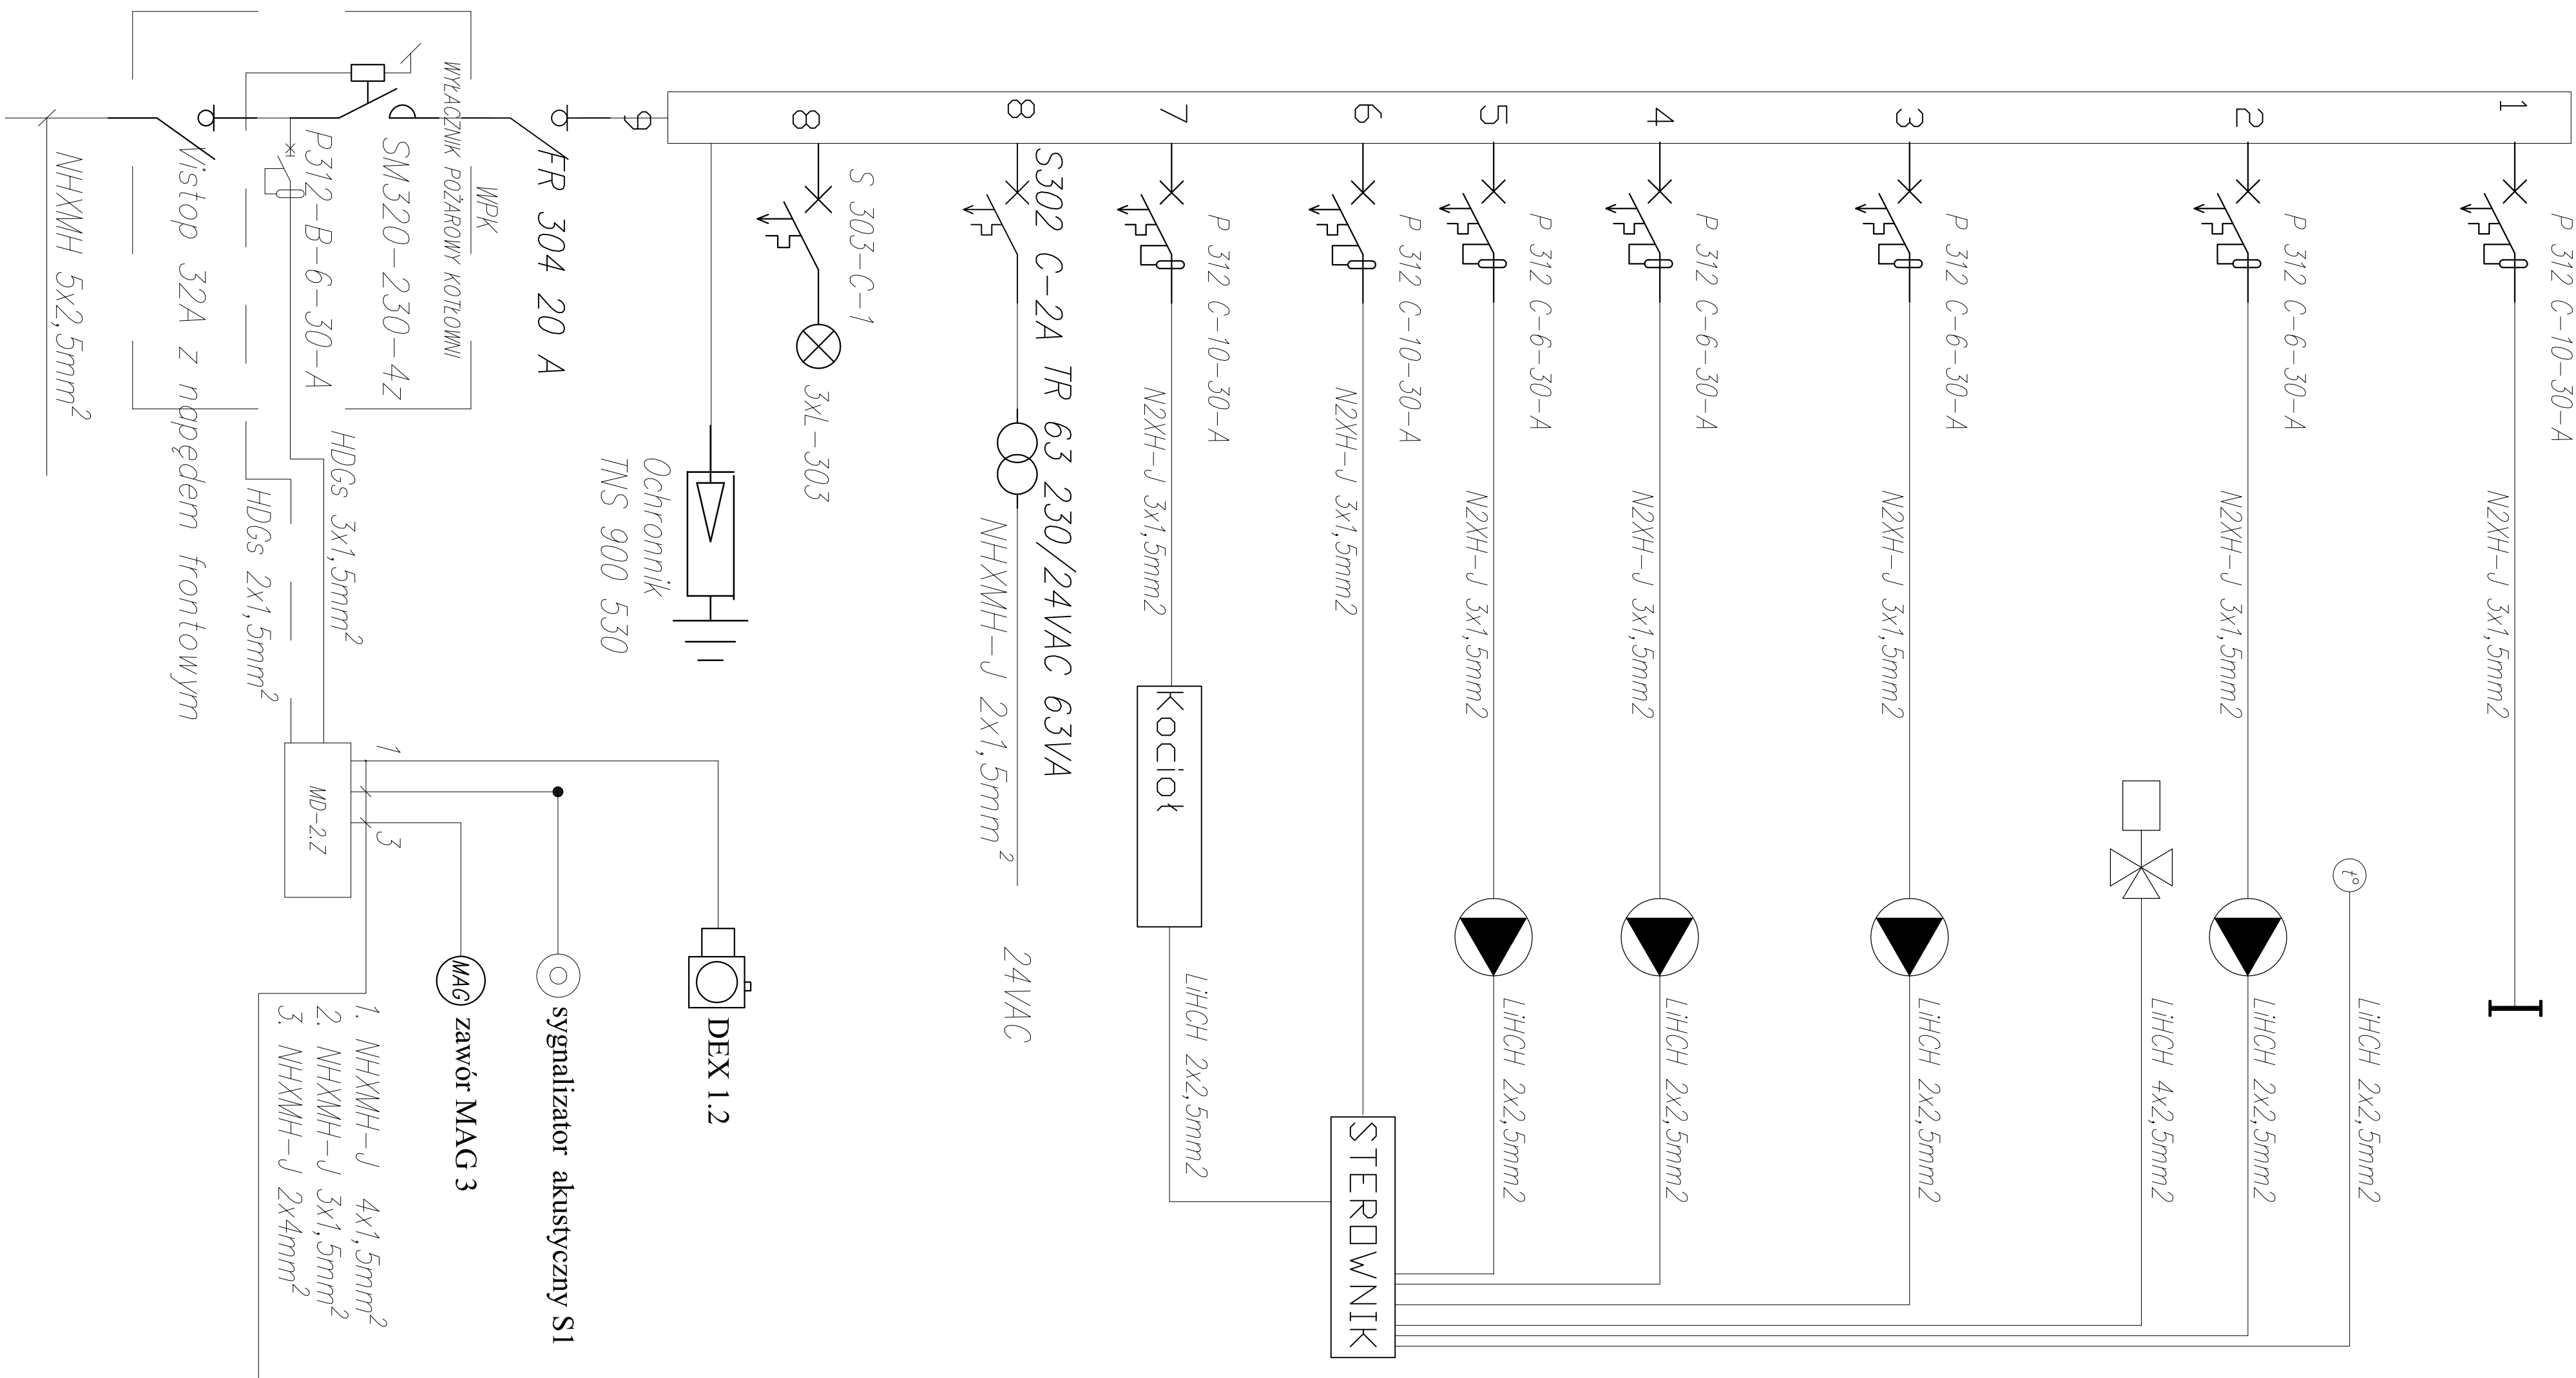 1
P 312 C-10-30-A
N2XH-J 3x1,5mm2
2
P 312 C-6-30-A
N2XH-J 3x1,5mm2
t°
LiHCH 2x2,5mm2
LiHCH 2x2,5mm2
LiHCH 4x2,5mm2
3
P 312 C-6-30-A
N2XH-J 3x1,5mm2
LiHCH 2x2,5mm2
4
P 312 C-6-30-A
N2XH-J 3x1,5mm2
LiHCH 2x2,5mm2
5
P 312 C-6-30-A
N2XH-J 3x1,5mm2
LiHCH 2x2,5mm2
6
P 312 C-10-30-A
N2XH-J 3x1,5mm2
STEROWNIK
7
P 312 C-10-30-A
N2XH-J 3x1,5mm2
Kocioł
LiHCH 2x2,5mm2
8
S302 C-2A TR 63 230/24VAC 63VA
NHXMH-J 2x1,5mm²
24VAC
8
S 303-C-1
3xL-303
9
Ochronnik
TNS 900 530
FR 304 20 A
WPK
WYŁĄCZNIK POŻAROWY KOTŁOWNI
SM320-230-4z
P312-B-6-30-A
Vistop 32A z napędem frontowym
NHXMH 5x2,5mm²
HDGs 3x1,5mm²
HDGs 2x1,5mm²
MD-2.Z
1
3
DEX 1.2
sygnalizator akustyczny S1
MAG
zawór MAG 3
1. NHXMH-J 4x1,5mm²
2. NHXMH-J 3x1,5mm²
3. NHXMH-J 2x4mm²